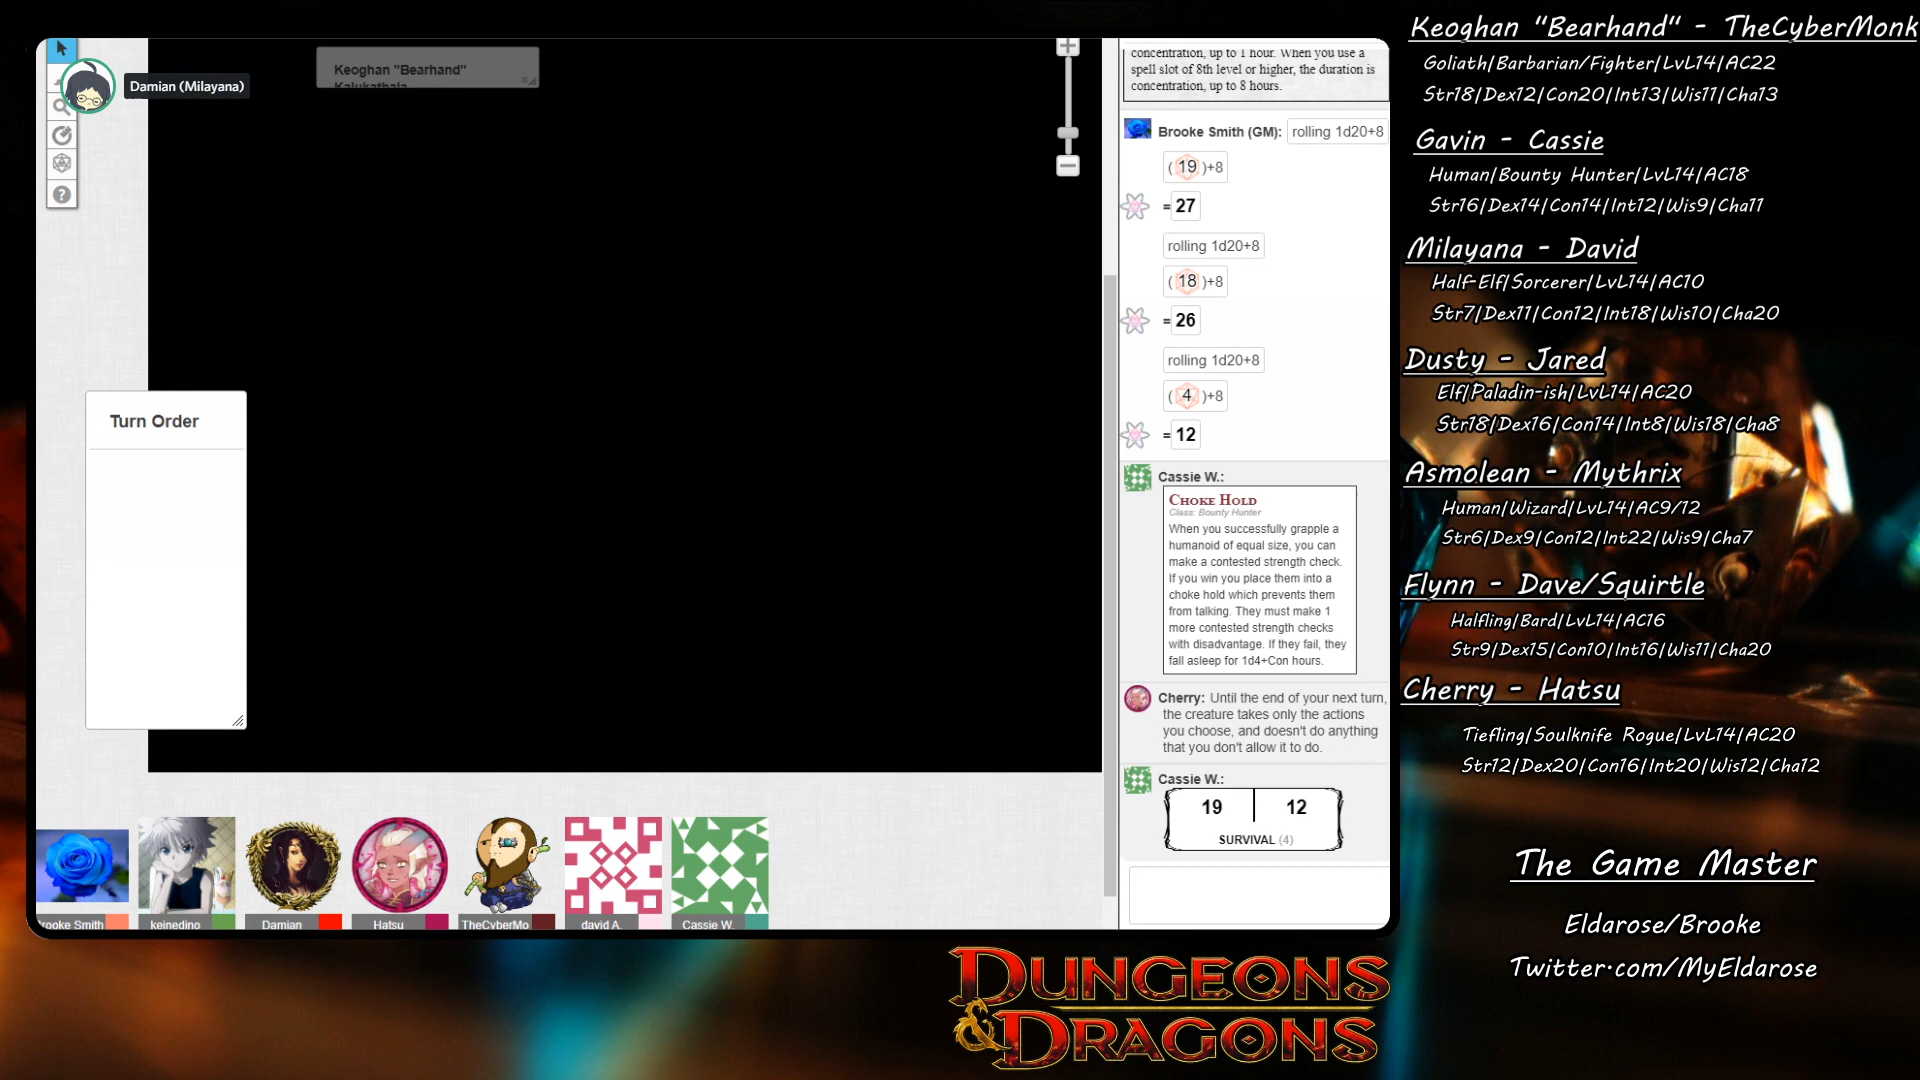 Damian (Milayana)
Keoghan "Bearhand"
Kalukathala
Turn Order
concentration, up to 1 hour. When you use a
spell slot of 8th level or higher, the duration is
concentration, up to 8 hours.
Brooke Smith (GM): rolling 1d20+8
(19)+8
=27
rolling 1d20+8
(18)+8
=26
rolling 1d20+8
(4)+8
=12
Cassie W.:
Choke Hold
Class: Bounty Hunter
When you successfully grapple a
humanoid of equal size, you can
make a contested strength check.
If you win you place them into a
choke hold which prevents them
from talking. They must make 1
more contested strength checks
with disadvantage. If they fail, they
fall asleep for 1d4+Con hours.
Cherry: Until the end of your next turn,
the creature takes only the actions
you choose, and doesn't do anything
that you don't allow it to do.
Cassie W.:
19 12
SURVIVAL (4)
rooke Smith
keinedino
Damian
Hatsu
TheCyberMo
david A.
Cassie W.
Keoghan "Bearhand" - TheCyberMonk
Goliath/Barbarian/Fighter/LvL14/AC22
Str18/Dex12/Con20/Int13/Wis11/Cha13
Gavin - Cassie
Human/Bounty Hunter/LvL14/AC18
Str16/Dex14/Con14/Int12/Wis9/Cha11
Milayana - David
Half-Elf/Sorcerer/LvL14/AC10
Str7/Dex11/Con12/Int18/Wis10/Cha20
Dusty - Jared
Elf/Paladin-ish/LvL14/AC20
Str18/Dex16/Con14/Int8/Wis18/Cha8
Asmolean - Mythrix
Human/Wizard/LvL14/AC9/12
Str6/Dex9/Con12/Int22/Wis9/Cha7
Flynn - Dave/Squirtle
Halfling/Bard/LvL14/AC16
Str9/Dex15/Con10/Int16/Wis11/Cha20
Cherry - Hatsu
Tiefling/Soulknife Rogue/LvL14/AC20
Str12/Dex20/Con16/Int20/Wis12/Cha12
The Game Master
Eldarose/Brooke
Twitter.com/MyEldarose
DUNGEONS
& DRAGONS